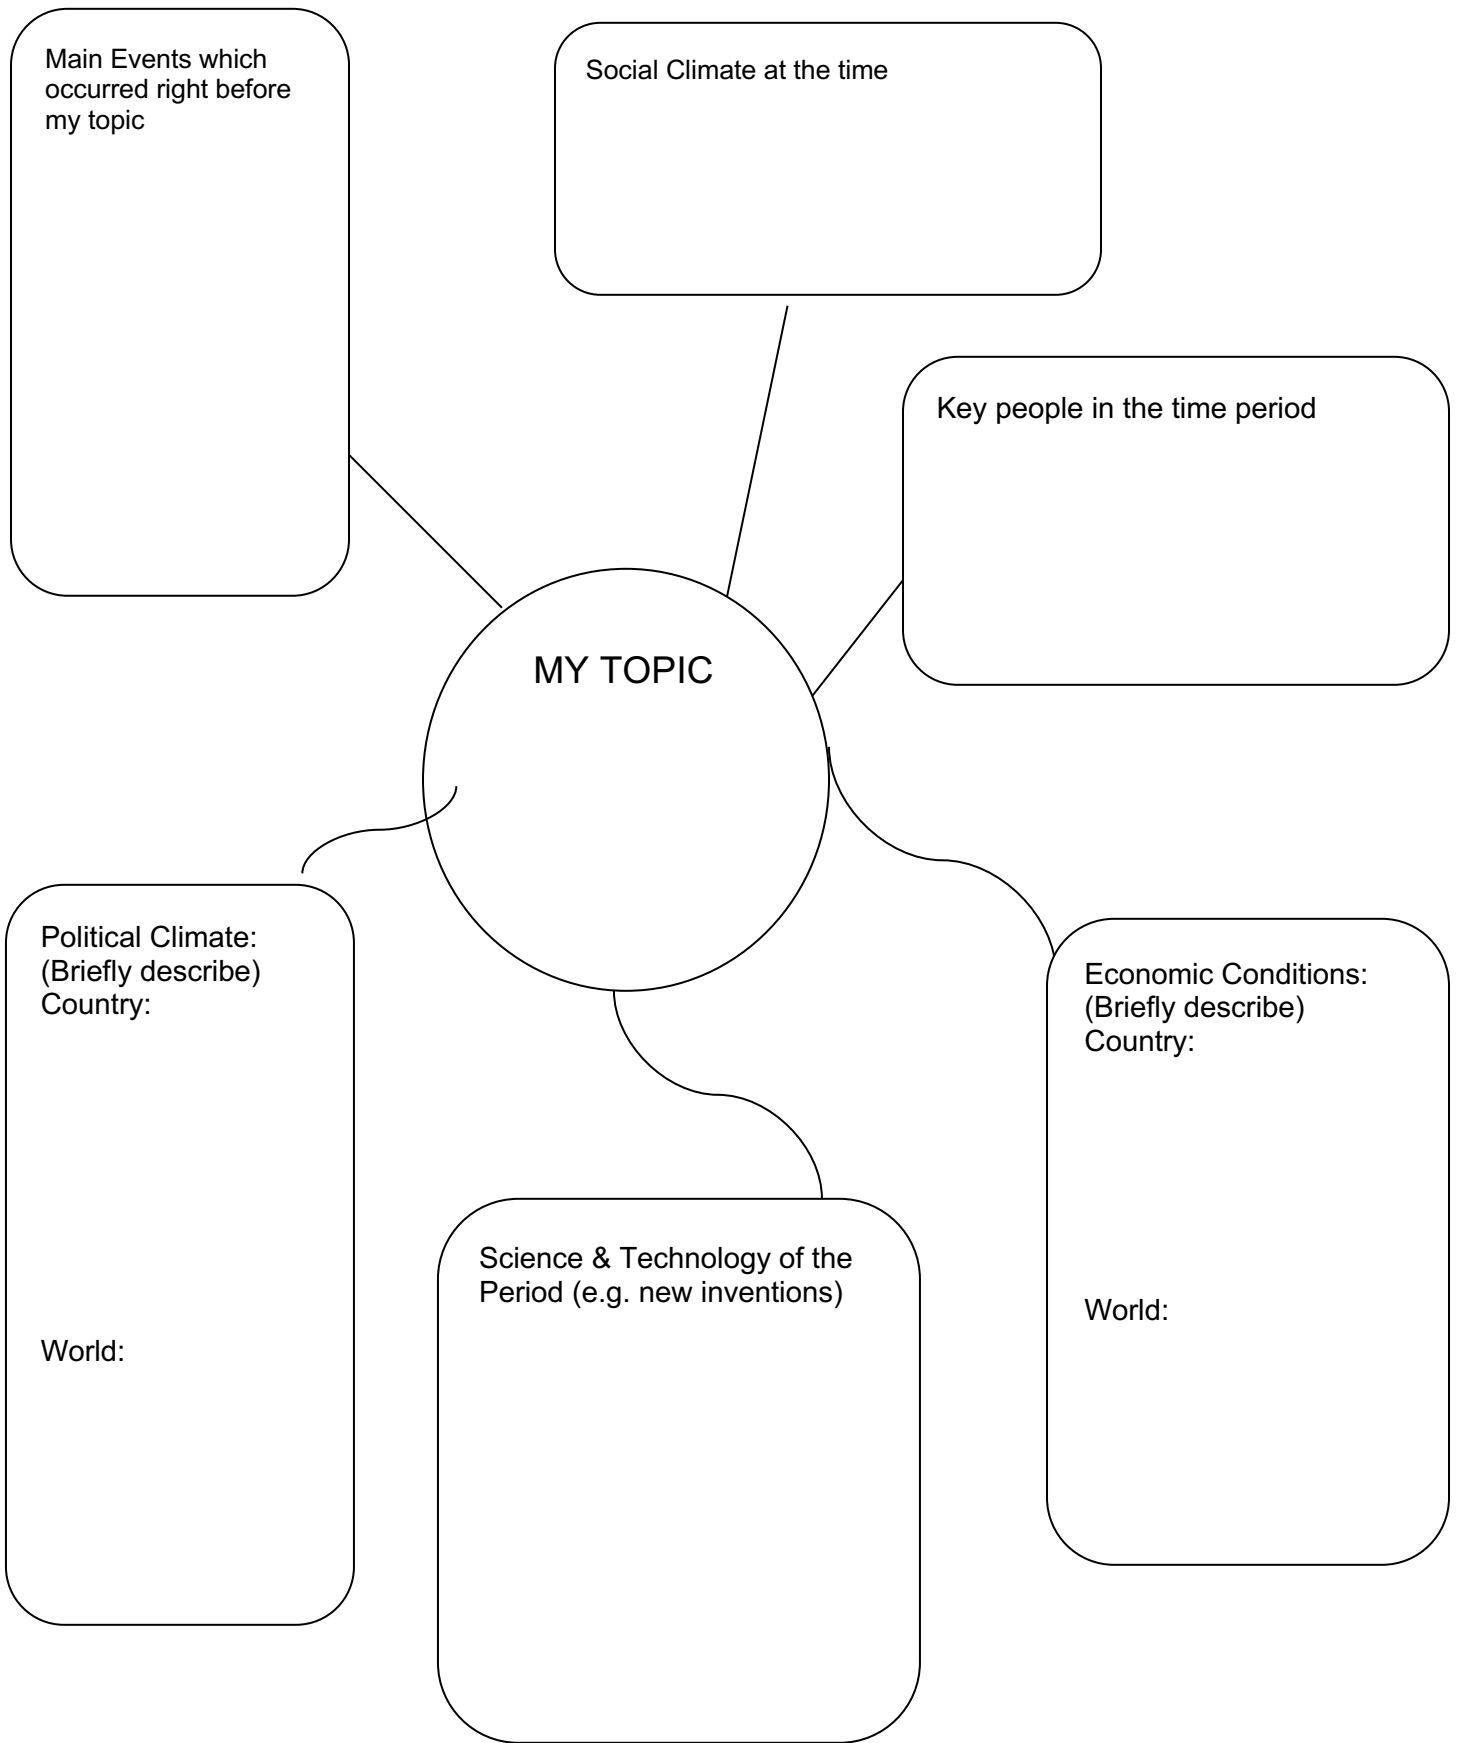 Main Events which
occurred right before
my topic
Social Climate at the time
Key people in the time period
MY TOPIC
Political Climate:
(Briefly describe)
Country:
World:
Economic Conditions:
(Briefly describe)
Country:
World:
Science & Technology of the
Period (e.g. new inventions)